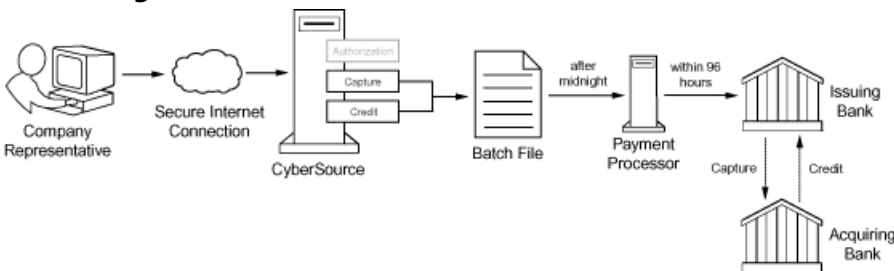 Authorization
Capture
Credit
after
midnight
within 96
hours
Issuing
Bank
Secure Internet
Connection
Company
Representative
CyberSource
Batch File
Payment
Processor
Capture
Credit
Acquiring
Bank